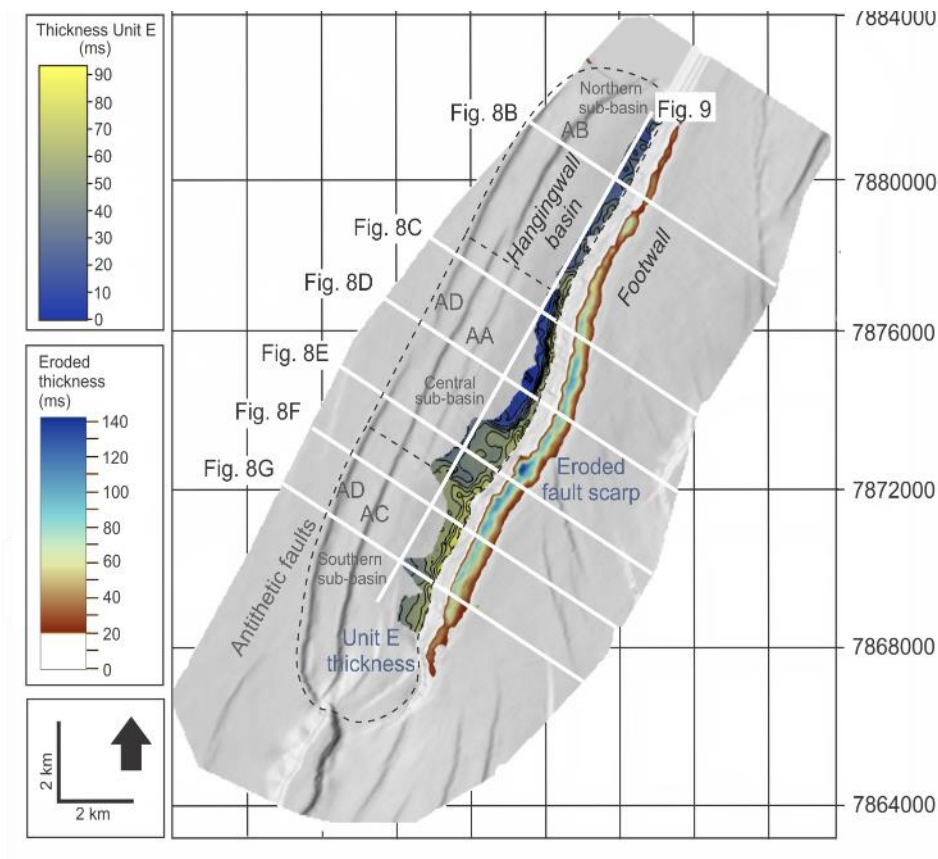 Thickness Unit E
(ms)
90
80
70
60
50
40
30
20
10
0
Eroded
thickness
(ms)
140
120
100
80
60
40
20
0
2 km
2 km
7884000
7880000
7876000
7872000
7868000
7864000
Fig. 8B
Fig. 9
Fig. 8C
Fig. 8D
Fig. 8E
Fig. 8F
Fig. 8G
Northern
sub-basin
AB
Hangingwall
basin
Footwall
AD
AA
Central
sub-basin
Eroded
fault scarp
AD
AC
Southern
sub-basin
Antithetic faults
Unit E
thickness